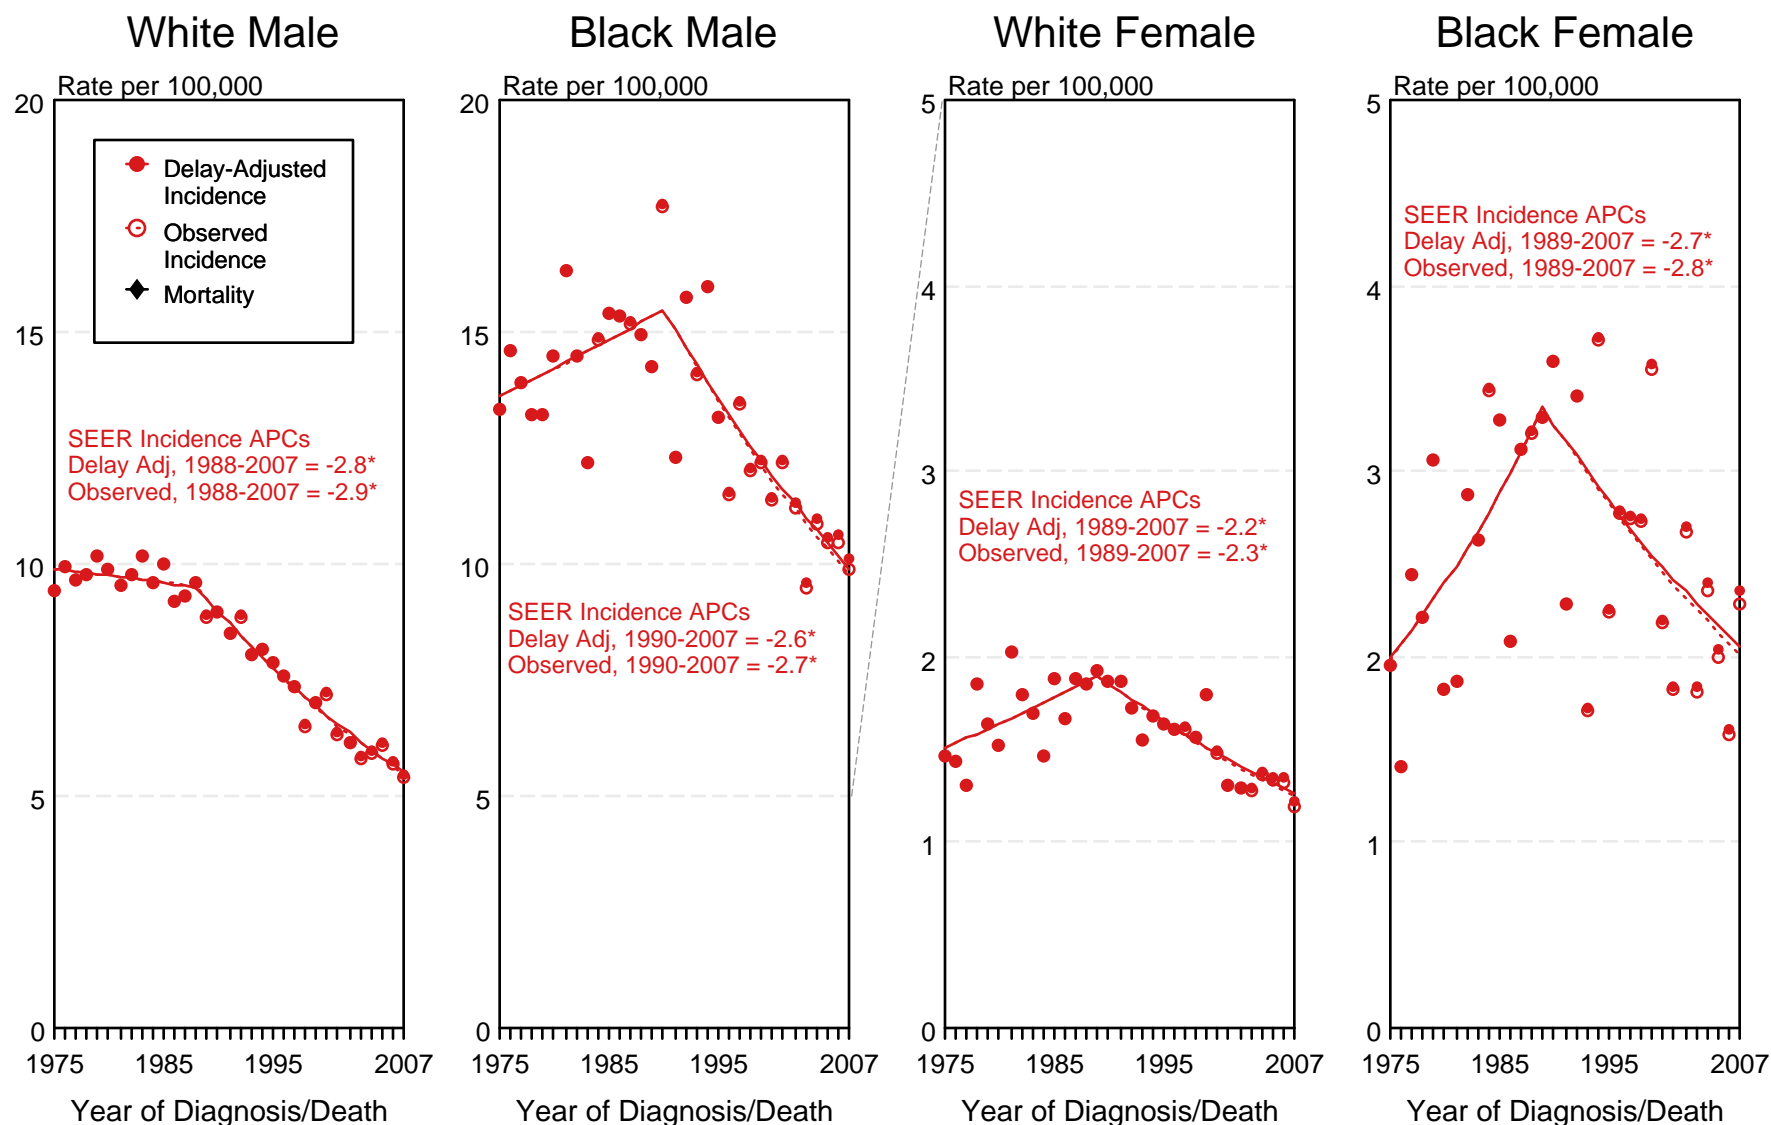 White Male
Black Male
White Female
Black Female
Rate per 100,000
Rate per 100,000
Rate per 100,000
Rate per 100,000
20
15
10
5
0
Delay-Adjusted
Incidence
Observed
Incidence
Mortality
SEER Incidence APCs
Delay Adj, 1988-2007 = -2.8*
Observed, 1988-2007 = -2.9*
1975 1985 1995 2007
Year of Diagnosis/Death
20
15
10
5
0
SEER Incidence APCs
Delay Adj, 1990-2007 = -2.6*
Observed, 1990-2007 = -2.7*
1975 1985 1995 2007
Year of Diagnosis/Death
5
4
3
2
1
0
SEER Incidence APCs
Delay Adj, 1989-2007 = -2.2*
Observed, 1989-2007 = -2.3*
1975 1985 1995 2007
Year of Diagnosis/Death
5
4
3
2
1
0
SEER Incidence APCs
Delay Adj, 1989-2007 = -2.7*
Observed, 1989-2007 = -2.8*
1975 1985 1995 2007
Year of Diagnosis/Death